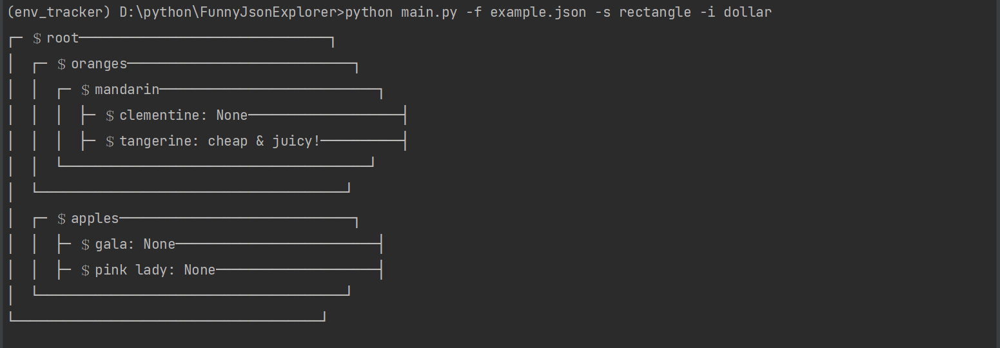 (env_tracker) D:\python\FunnyJsonExplorer>python main.py -f example.json -s rectangle -i dollar
┌─ $ root───────────────────────────────┐
│  ┌─ $ oranges────────────────────────────┐
│  │  ┌─ $ mandarin───────────────────────────┐
│  │  │  ├─ $ clementine: None───────────────────┤
│  │  │  ├─ $ tangerine: cheap & juicy!──────────┤
│  │  └──────────────────────────────────────┘
│  └──────────────────────────────────────┘
│  ┌─ $ apples─────────────────────────────┐
│  │  ├─ $ gala: None─────────────────────────┤
│  │  ├─ $ pink lady: None────────────────────┤
│  └──────────────────────────────────────┘
└──────────────────────────────────────┘